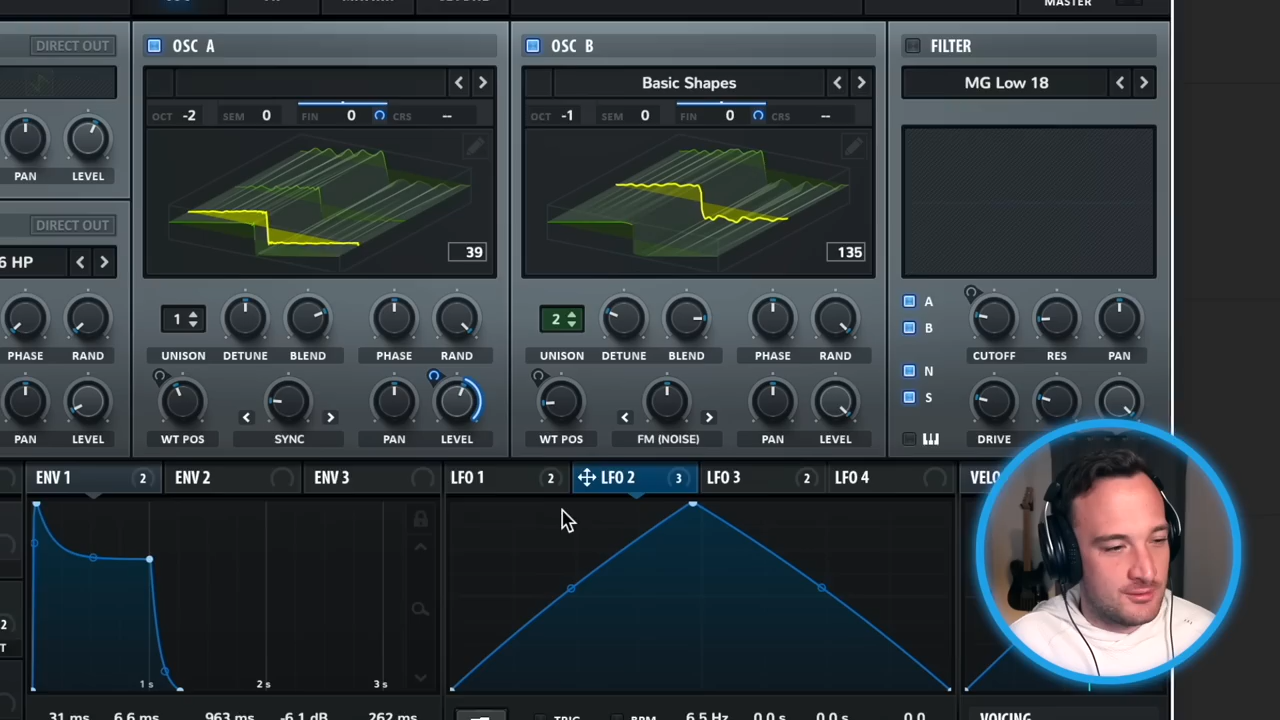 MASTER
DIRECT OUT
OSC A
OSC B
FILTER
Basic Shapes
MG Low 18
OCT -2 SEM 0 FIN 0 CRS --
OCT -1 SEM 0 FIN 0 CRS --
PAN LEVEL
39
135
DIRECT OUT
6 HP
1
2
A
B
PHASE RAND
UNISON DETUNE BLEND PHASE RAND
UNISON DETUNE BLEND PHASE RAND
CUTOFF RES PAN
N
S
PAN LEVEL
WT POS SYNC PAN LEVEL
WT POS FM (NOISE) PAN LEVEL
DRIVE
ENV 1 2 ENV 2 ENV 3
LFO 1 2 LFO 2 3 LFO 3 2 LFO 4
VELO
2
T
1 s 2 s 3 s
31 ms 6.6 ms 963 ms -6.1 dB 262 ms
TRIG BPM 6.5 Hz 0.0 s 0.0 s 0.0
VOICING